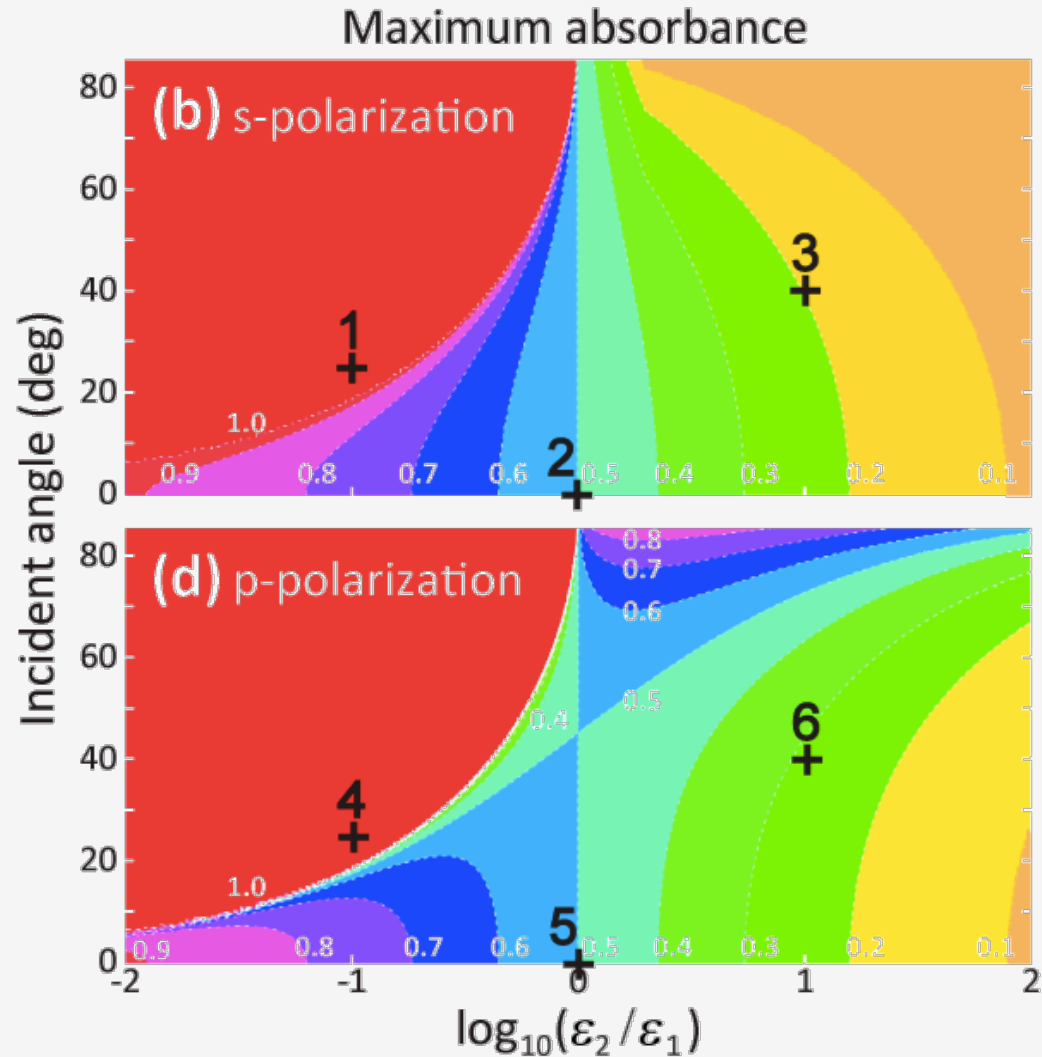 Maximum absorbance
Incident angle (deg)
80
(b) s-polarization
60
3
40
1
20
1.0
2
0.9 0.8 0.7 0.6 0.5 0.4 0.3 0.2 0.1
0
80
(d) p-polarization
0.8
0.7
0.6
60
0.4
0.5
6
40
4
20
1.0
5
0.9 0.8 0.7 0.6 0.5 0.4 0.3 0.2 0.1
0
-2 -1 0 1 2
log₁₀(ε₂/ε₁)